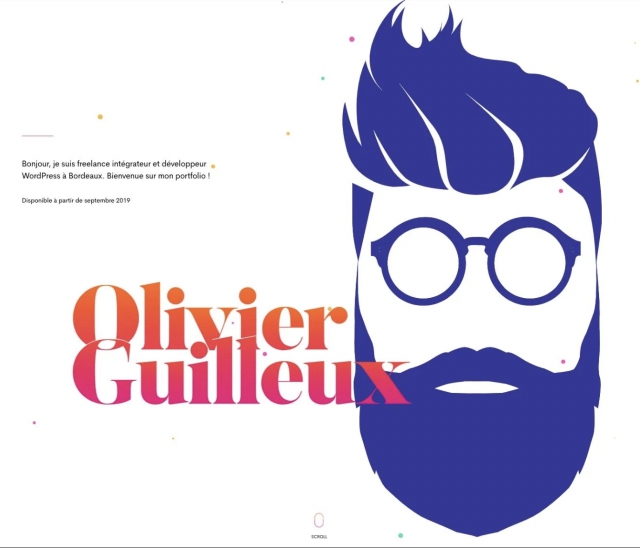 Bonjour, je suis freelance intégrateur et développeur
WordPress à Bordeaux. Bienvenue sur mon portfolio !
Disponible à partir de septembre 2019
Olivier
Guilleux
SCROLL